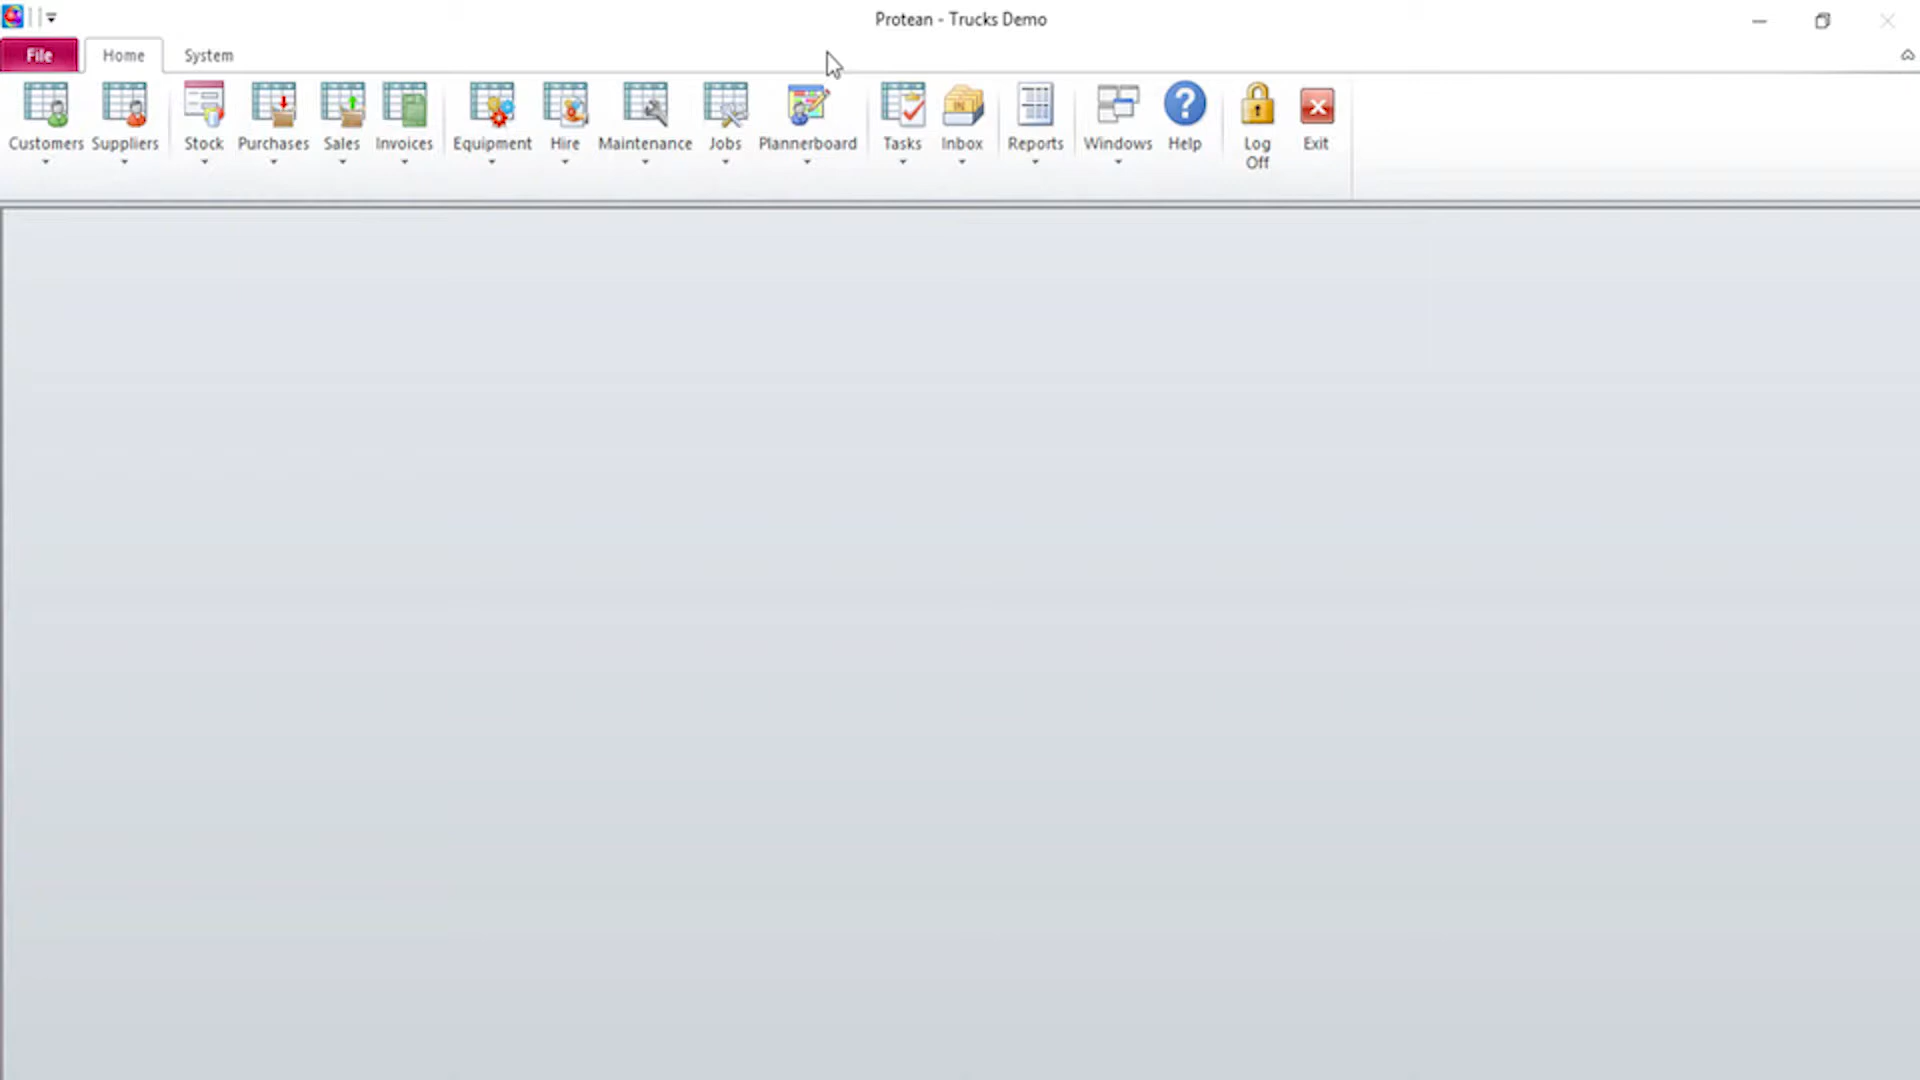 Protean - Trucks Demo
File Home System
Customers Suppliers Stock Purchases Sales Invoices Equipment Hire Maintenance Jobs Plannerboard Tasks Inbox Reports Windows Help Log Off Exit
IN